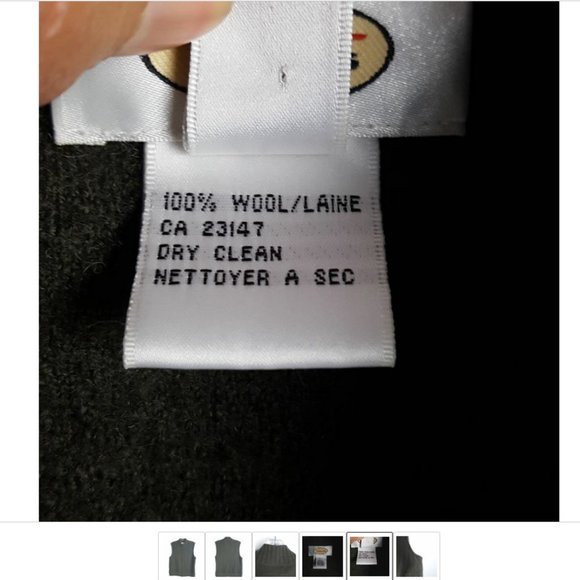 100% WOOL/LAINE
CA 23147
DRY CLEAN
NETTOYER A SEC